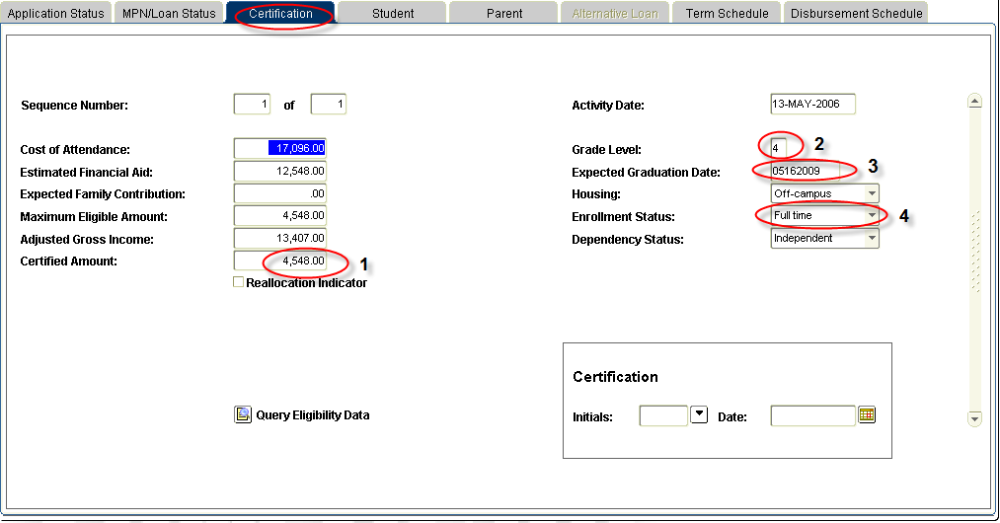 Application Status MPN/Loan Status Certification Student Parent Alternative Loan Term Schedule Disbursement Schedule
Sequence Number: 1 of 1
Activity Date: 13-MAY-2006
Cost of Attendance: 17,096.00
Grade Level: 4 2
Estimated Financial Aid: 12,548.00
Expected Graduation Date: 05162009 3
Expected Family Contribution: .00
Housing: Off-campus
Maximum Eligible Amount: 4,548.00
Enrollment Status: Full time 4
Adjusted Gross Income: 13,407.00
Dependency Status: Independent
Certified Amount: 4,548.00 1
Reallocation Indicator
Certification
Query Eligibility Data
Initials: Date: